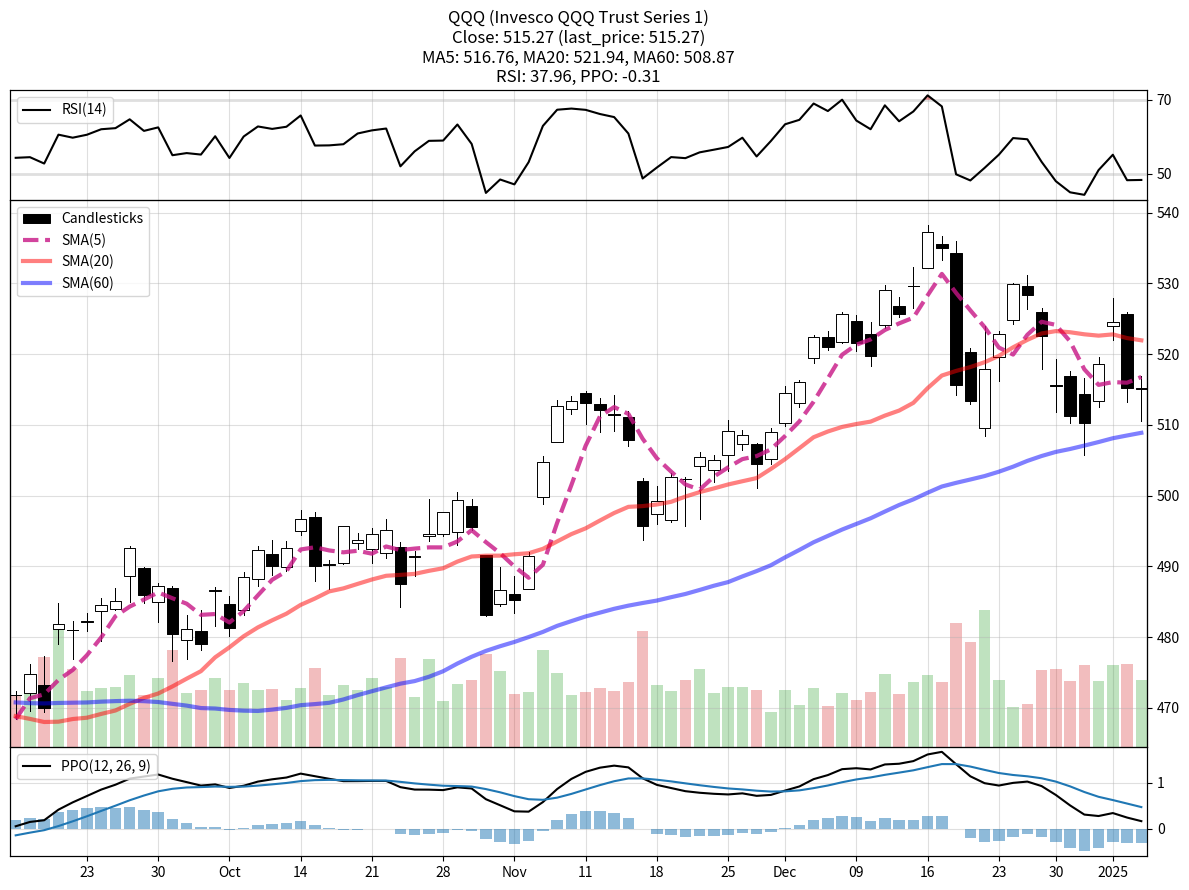 QQQ (Invesco QQQ Trust Series 1)
Close: 515.27 (last_price: 515.27)
MA5: 516.76, MA20: 521.94, MA60: 508.87
RSI: 37.96, PPO: -0.31
RSI(14)
70
50
Candlesticks
SMA(5)
SMA(20)
SMA(60)
540
530
520
510
500
490
480
470
PPO(12, 26, 9)
1
0
23 30 Oct 14 21 28 Nov 11 18 25 Dec 09 16 23 30 2025